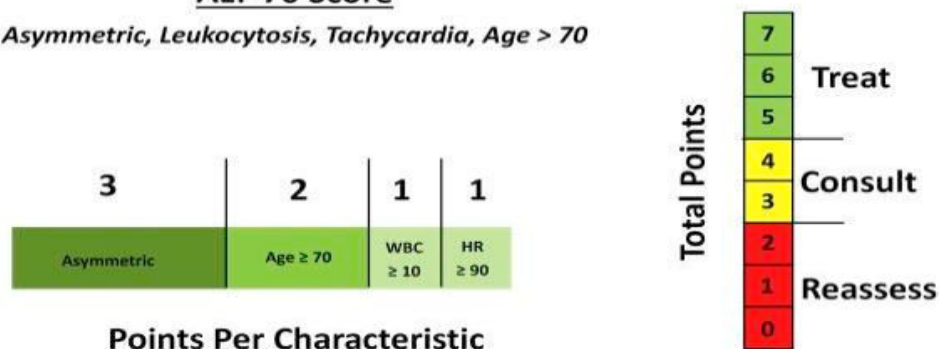 Asymmetric, Leukocytosis, Tachycardia, Age > 70
3
2
1
1
Asymmetric
Age ≥ 70
WBC
≥ 10
HR
≥ 90
Points Per Characteristic
Total Points
7
6
5
4
3
2
1
0
Treat
Consult
Reassess